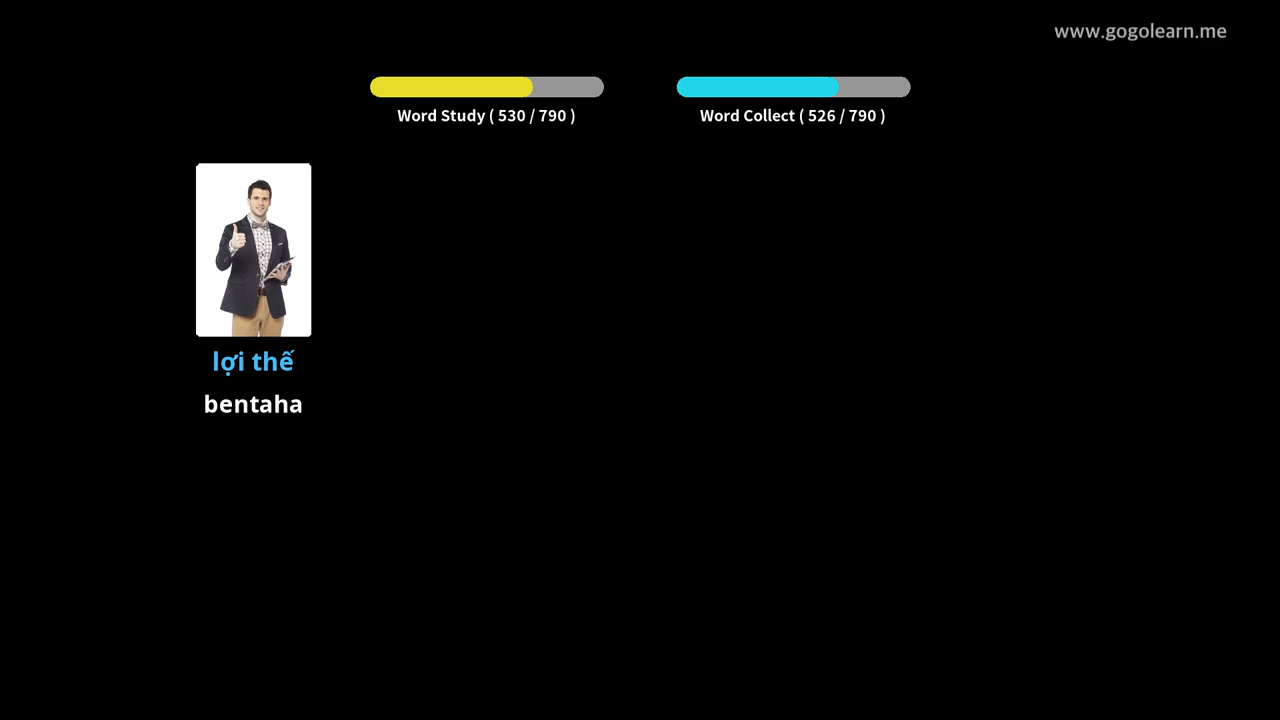 www.gogolearn.me
Word Study ( 530 / 790 )
Word Collect ( 526 / 790 )
lợi thế
bentaha